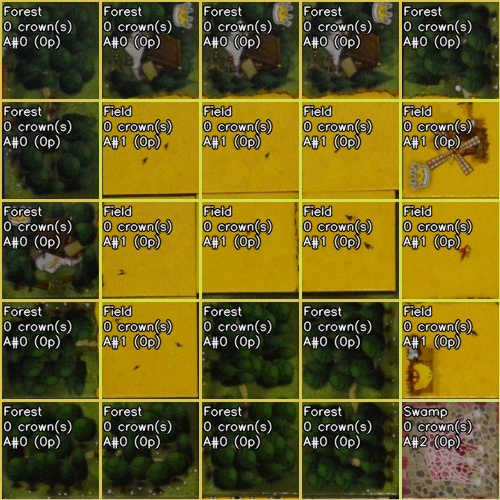 Forest
0 crown(s)
A#0 (0p)
Forest
0 crown(s)
A#0 (0p)
Forest
0 crown(s)
A#0 (0p)
Forest
0 crown(s)
A#0 (0p)
Forest
0 crown(s)
A#0 (0p)
Forest
0 crown(s)
A#0 (0p)
Field
0 crown(s)
A#1 (0p)
Field
0 crown(s)
A#1 (0p)
Field
0 crown(s)
A#1 (0p)
Field
0 crown(s)
A#1 (0p)
Forest
0 crown(s)
A#0 (0p)
Field
0 crown(s)
A#1 (0p)
Field
0 crown(s)
A#1 (0p)
Field
0 crown(s)
A#1 (0p)
Field
0 crown(s)
A#1 (0p)
Forest
0 crown(s)
A#0 (0p)
Field
0 crown(s)
A#1 (0p)
Forest
0 crown(s)
A#0 (0p)
Forest
0 crown(s)
A#0 (0p)
Field
0 crown(s)
A#1 (0p)
Forest
0 crown(s)
A#0 (0p)
Forest
0 crown(s)
A#0 (0p)
Forest
0 crown(s)
A#0 (0p)
Forest
0 crown(s)
A#0 (0p)
Swamp
0 crown(s)
A#2 (0p)